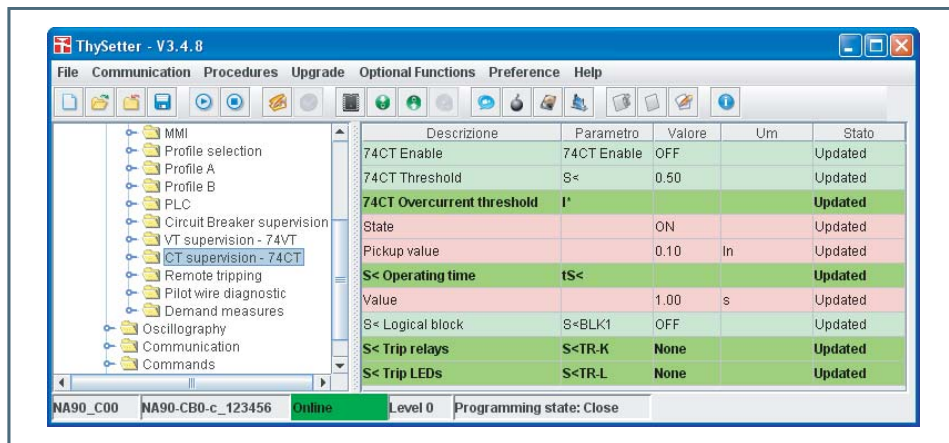 ThySetter - V3.4.8
File Communication Procedures Upgrade Optional Functions Preference Help
MMI
Profile selection
Profile A
Profile B
PLC
Circuit Breaker supervision
VT supervision - 74VT
CT supervision - 74CT
Remote tripping
Pilot wire diagnostic
Demand measures
Oscillography
Communication
Commands
Descrizione Parametro Valore Um Stato
74CT Enable 74CT Enable OFF Updated
74CT Threshold S< 0.50 Updated
74CT Overcurrent threshold I* Updated
State ON Updated
Pickup value 0.10 In Updated
S< Operating time tS< Updated
Value 1.00 s Updated
S< Logical block S<BLK1 OFF Updated
S< Trip relays S<TR-K None Updated
S< Trip LEDs S<TR-L None Updated
NA90_C00 NA90-CB0-c_123456 Online Level 0 Programming state: Close